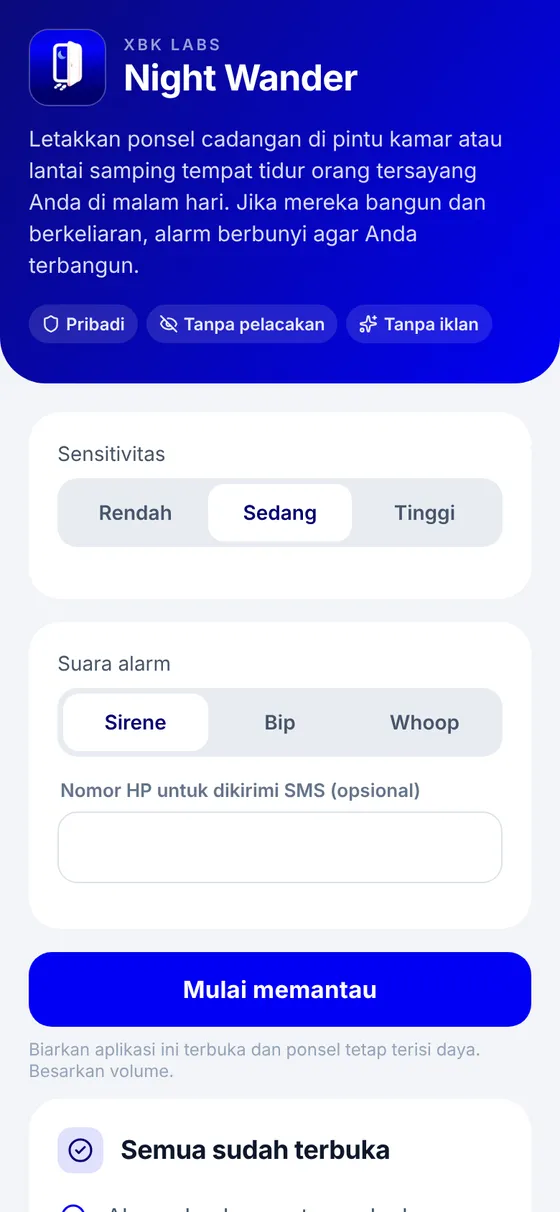 XBK LABS
Night Wander
Letakkan ponsel cadangan di pintu kamar atau
lantai samping tempat tidur orang tersayang
Anda di malam hari. Jika mereka bangun dan
berkeliaran, alarm berbunyi agar Anda
terbangun.
Pribadi
Tanpa pelacakan
Tanpa iklan
Sensitivitas
Rendah
Sedang
Tinggi
Suara alarm
Sirene
Bip
Whoop
Nomor HP untuk dikirimi SMS (opsional)
Mulai memantau
Biarkan aplikasi ini terbuka dan ponsel tetap terisi daya.
Besarkan volume.
Semua sudah terbuka